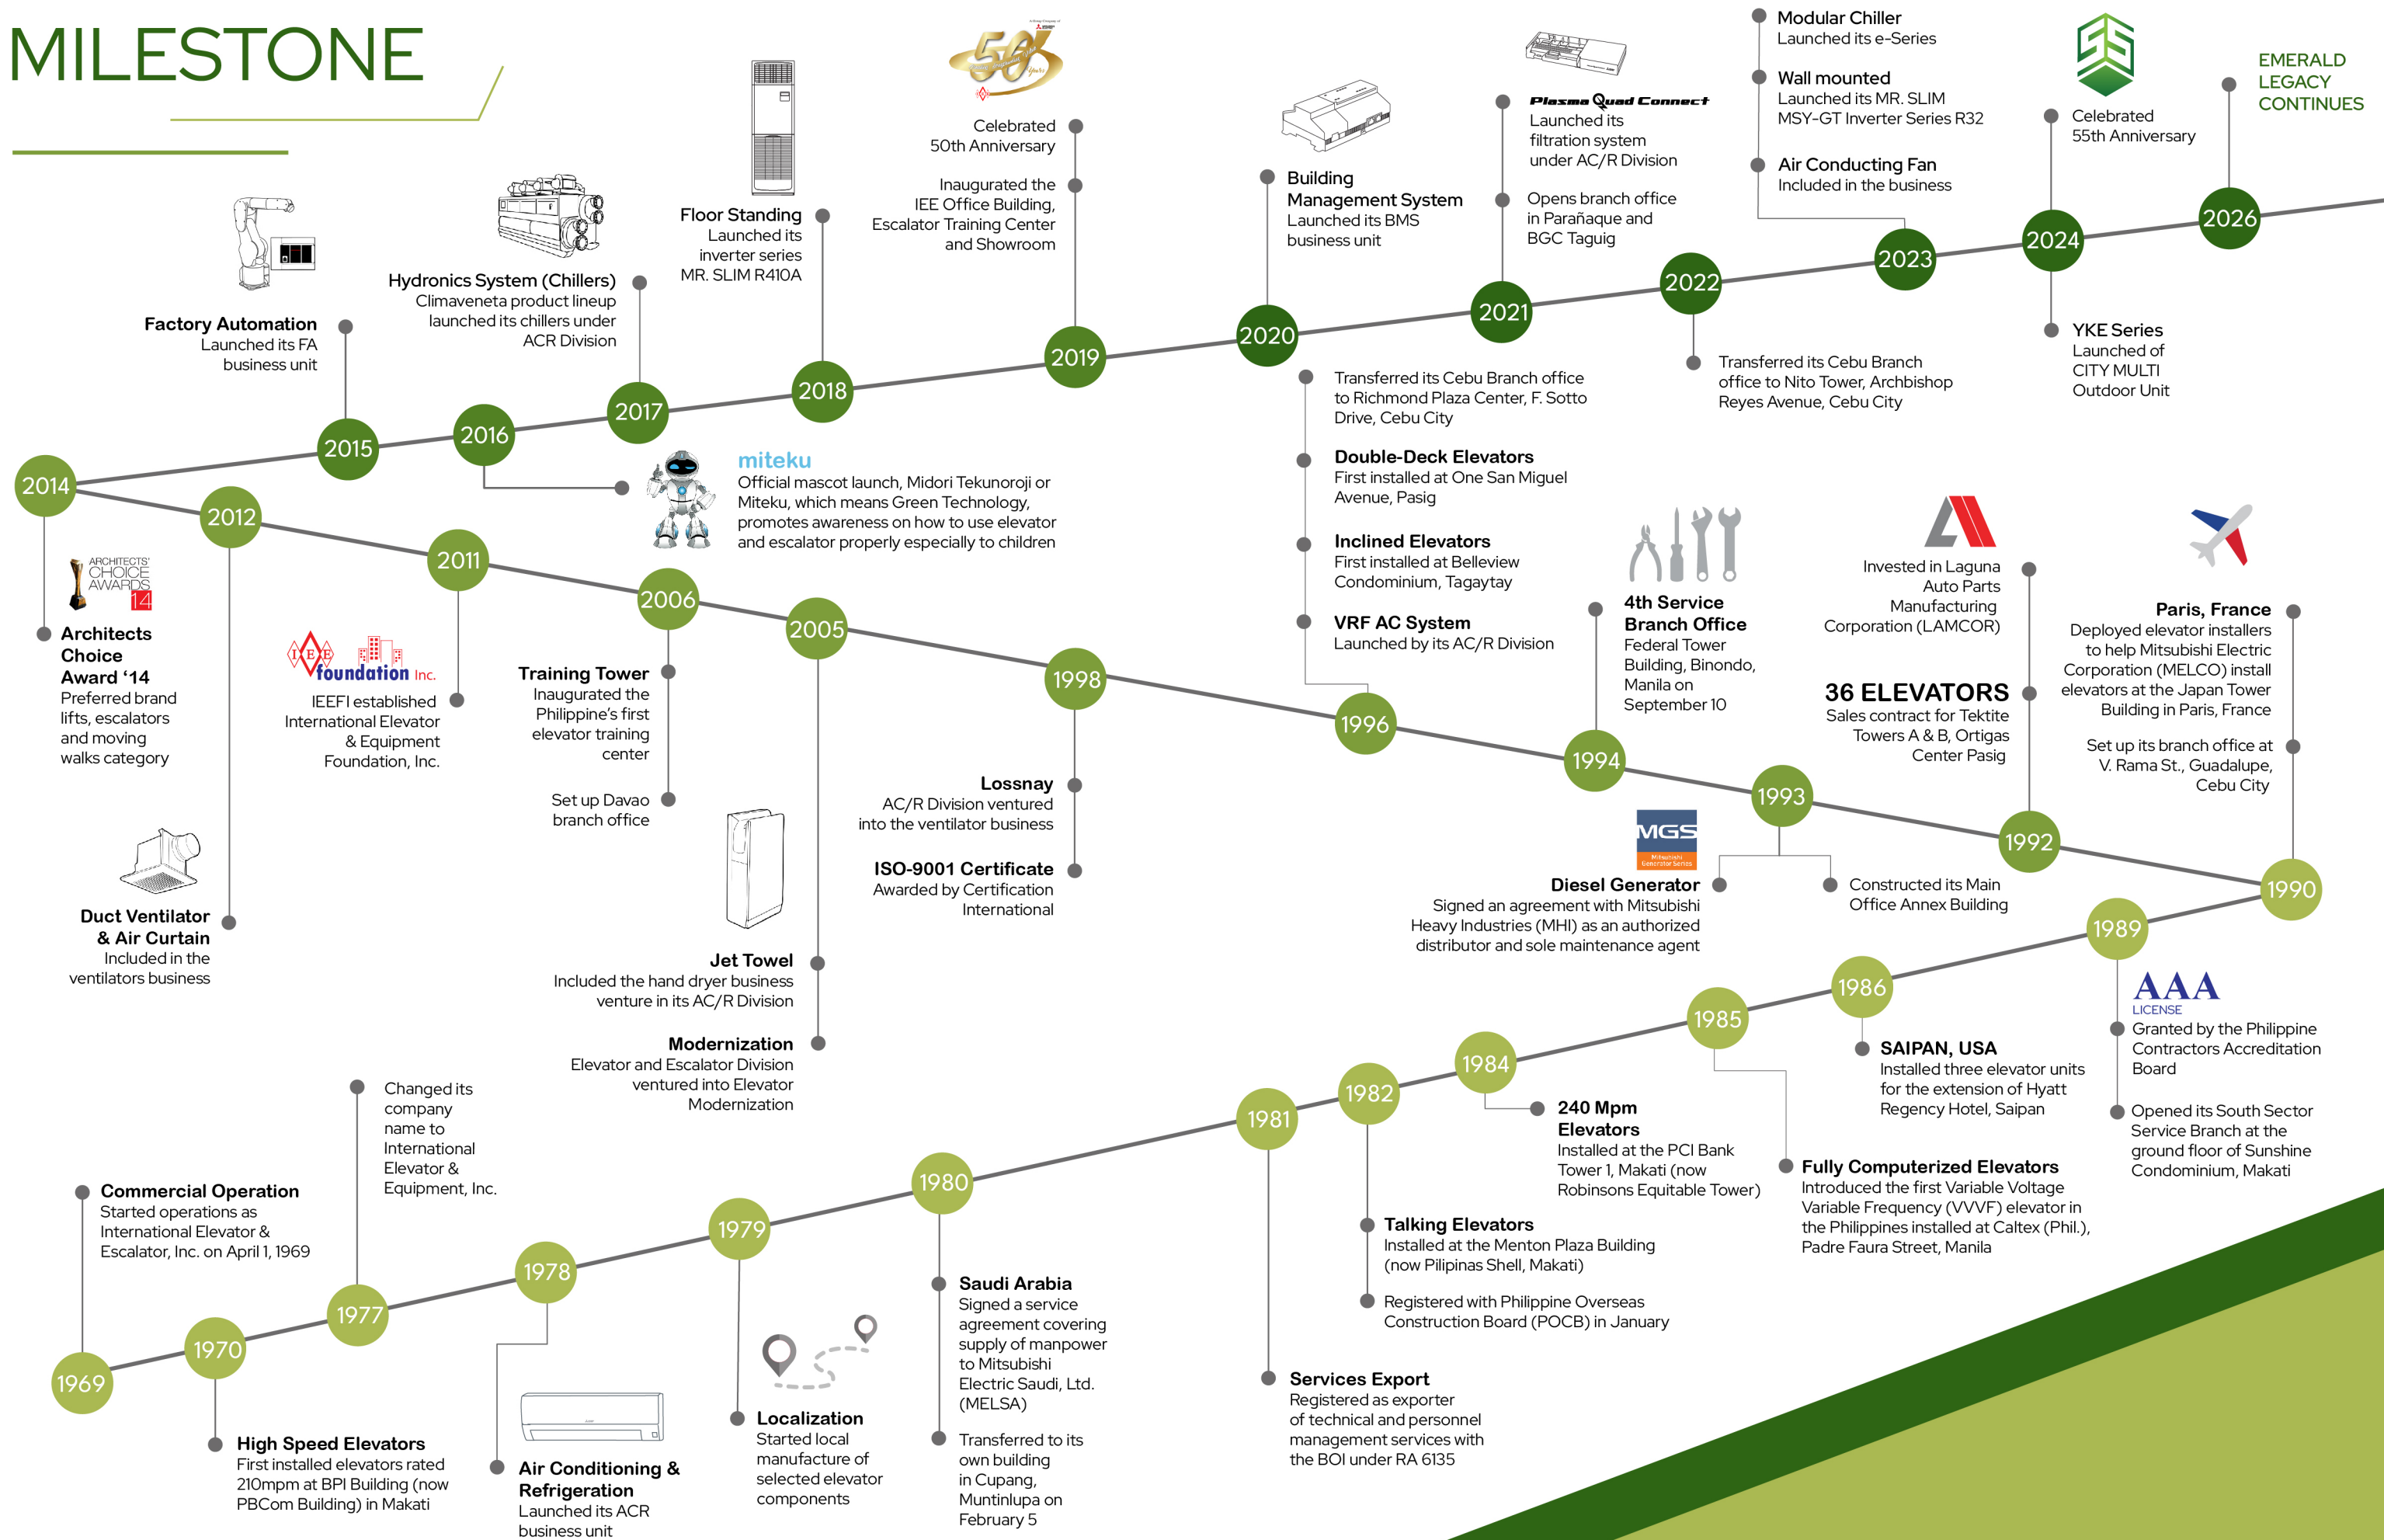 MILESTONE
Commercial Operation
Started operations as
International Elevator &
Escalator, Inc. on April 1, 1969
1969
1970
High Speed Elevators
First installed elevators rated
210mpm at BPI Building (now
PBCom Building) in Makati
Changed its
company
name to
International
Elevator &
Equipment, Inc.
1977
1978
Air Conditioning &
Refrigeration
Launched its ACR
business unit
1979
Localization
Started local
manufacture of
selected elevator
components
1980
Saudi Arabia
Signed a service
agreement covering
supply of manpower
to Mitsubishi
Electric Saudi, Ltd.
(MELSA)
Transferred to its
own building
in Cupang,
Muntinlupa on
February 5
1981
Services Export
Registered as exporter
of technical and personnel
management services with
the BOI under RA 6135
1982
Talking Elevators
Installed at the Menton Plaza Building
(now Pilipinas Shell, Makati)
Registered with Philippine Overseas
Construction Board (POCB) in January
1984
240 Mpm
Elevators
Installed at the PCI Bank
Tower 1, Makati (now
Robinsons Equitable Tower)
1985
Fully Computerized Elevators
Introduced the first Variable Voltage
Variable Frequency (VVVF) elevator in
the Philippines installed at Caltex (Phil.),
Padre Faura Street, Manila
1986
SAIPAN, USA
Installed three elevator units
for the extension of Hyatt
Regency Hotel, Saipan
1989
AAA
LICENSE
Granted by the Philippine
Contractors Accreditation
Board
Opened its South Sector
Service Branch at the
ground floor of Sunshine
Condominium, Makati
1990
Paris, France
Deployed elevator installers
to help Mitsubishi Electric
Corporation (MELCO) install
elevators at the Japan Tower
Building in Paris, France
Set up its branch office at
V. Rama St., Guadalupe,
Cebu City
1992
Invested in Laguna
Auto Parts
Manufacturing
Corporation (LAMCOR)
36 ELEVATORS
Sales contract for Tektite
Towers A & B, Ortigas
Center Pasig
1993
MGS
Mitsubishi
Generator Series
Diesel Generator
Signed an agreement with Mitsubishi
Heavy Industries (MHI) as an authorized
distributor and sole maintenance agent
Constructed its Main
Office Annex Building
1994
4th Service
Branch Office
Federal Tower
Building, Binondo,
Manila on
September 10
1996
Transferred its Cebu Branch office
to Richmond Plaza Center, F. Sotto
Drive, Cebu City
Double-Deck Elevators
First installed at One San Miguel
Avenue, Pasig
Inclined Elevators
First installed at Belleview
Condominium, Tagaytay
VRF AC System
Launched by its AC/R Division
1998
Lossnay
AC/R Division ventured
into the ventilator business
ISO-9001 Certificate
Awarded by Certification
International
2005
Jet Towel
Included the hand dryer business
venture in its AC/R Division
Modernization
Elevator and Escalator Division
ventured into Elevator
Modernization
2006
Training Tower
Inaugurated the
Philippine's first
elevator training
center
Set up Davao
branch office
2011
IEE
foundation Inc.
IEEFI established
International Elevator
& Equipment
Foundation, Inc.
2012
Duct Ventilator
& Air Curtain
Included in the
ventilators business
2014
ARCHITECTS'
CHOICE
AWARDS
14
Architects
Choice
Award ‘14
Preferred brand
lifts, escalators
and moving
walks category
Factory Automation
Launched its FA
business unit
2015
2016
miteku
Official mascot launch, Midori Tekunoroji or
Miteku, which means Green Technology,
promotes awareness on how to use elevator
and escalator properly especially to children
Hydronics System (Chillers)
Climaveneta product lineup
launched its chillers under
ACR Division
2017
Floor Standing
Launched its
inverter series
MR. SLIM R410A
2018
50
Years
Celebrated
50th Anniversary
Inaugurated the
IEE Office Building,
Escalator Training Center
and Showroom
2019
Building
Management System
Launched its BMS
business unit
2020
Plasma Quad Connect
Launched its
filtration system
under AC/R Division
Opens branch office
in Parañaque and
BGC Taguig
2021
2022
Transferred its Cebu Branch
office to Nito Tower, Archbishop
Reyes Avenue, Cebu City
Modular Chiller
Launched its e-Series
Wall mounted
Launched its MR. SLIM
MSY-GT Inverter Series R32
Air Conducting Fan
Included in the business
2023
55
Celebrated
55th Anniversary
2024
YKE Series
Launched of
CITY MULTI
Outdoor Unit
EMERALD
LEGACY
CONTINUES
2026